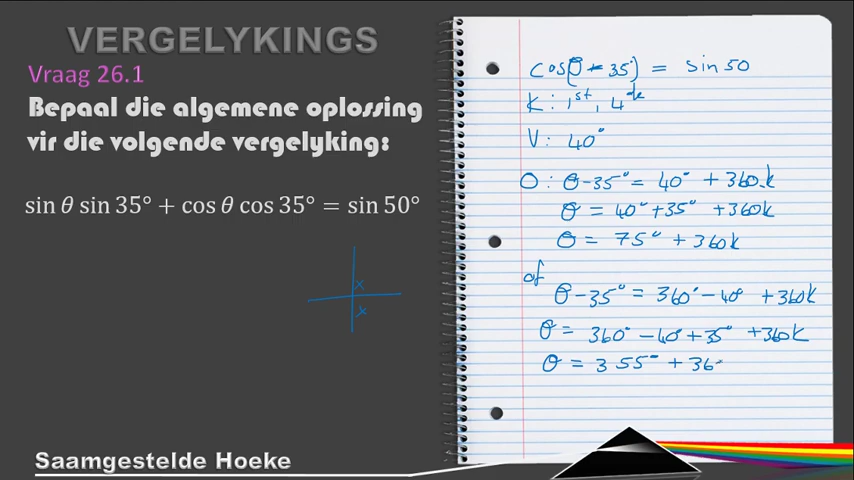 VERGELYKINGS
Vraag 26.1
Bepaal die algemene oplossing
vir die volgende vergelyking:
sin θ sin 35° + cos θ cos 35° = sin 50°
Saamgestelde Hoeke
cos(θ - 35°) = sin 50
K: 1st, 4de
V: 40°
O: θ-35° = 40° + 360.k
θ = 40°+35° +360k
θ = 75° + 360k
of
θ-35° = 360°-40° +360k
θ = 360° -40°+35° +360k
θ = 355° + 36